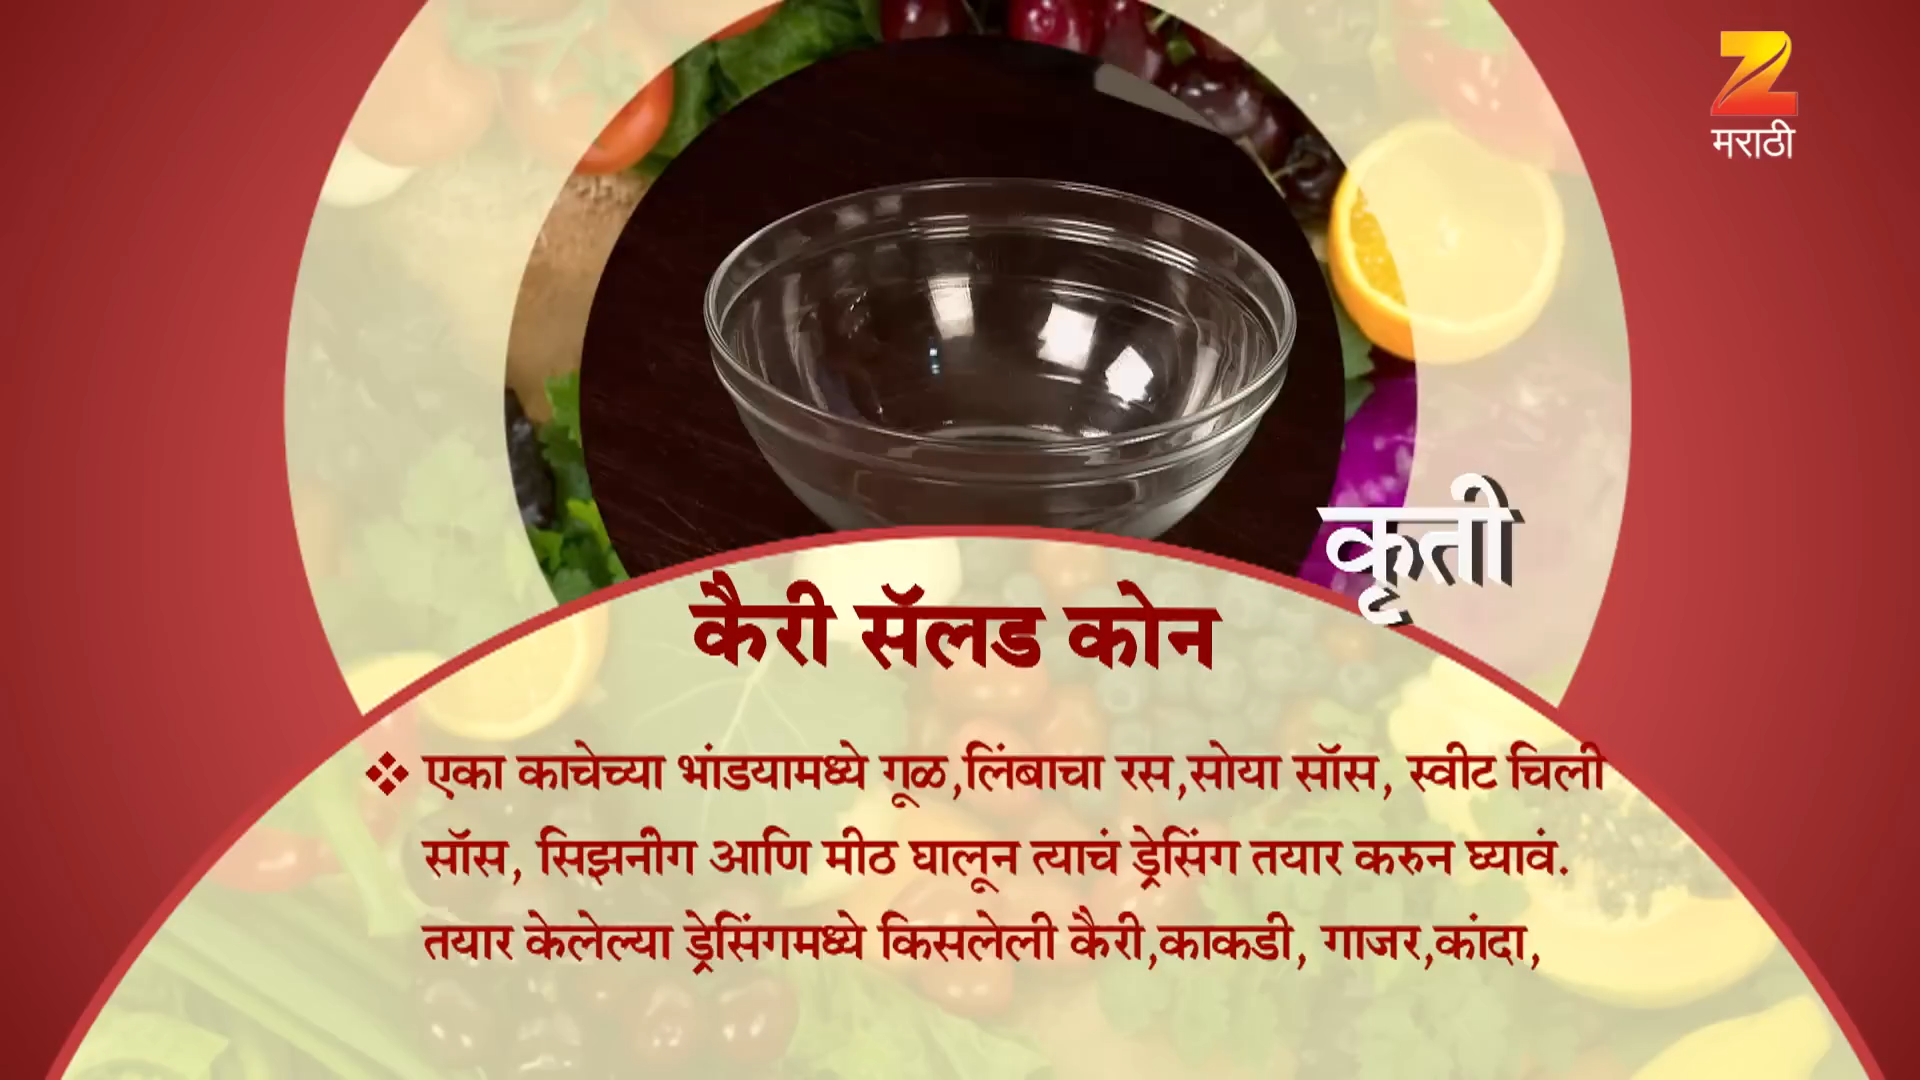 Z
मराठी
कृती
कैरी सॅलड कोन
❖ एका काचेच्या भांडयामध्ये गूळ,लिंबाचा रस,सोया सॉस, स्वीट चिली
सॉस, सिझनींग आणि मीठ घालून त्याचं ड्रेसिंग तयार करुन घ्यावं.
तयार केलेल्या ड्रेसिंगमध्ये किसलेली कैरी,काकडी, गाजर,कांदा,